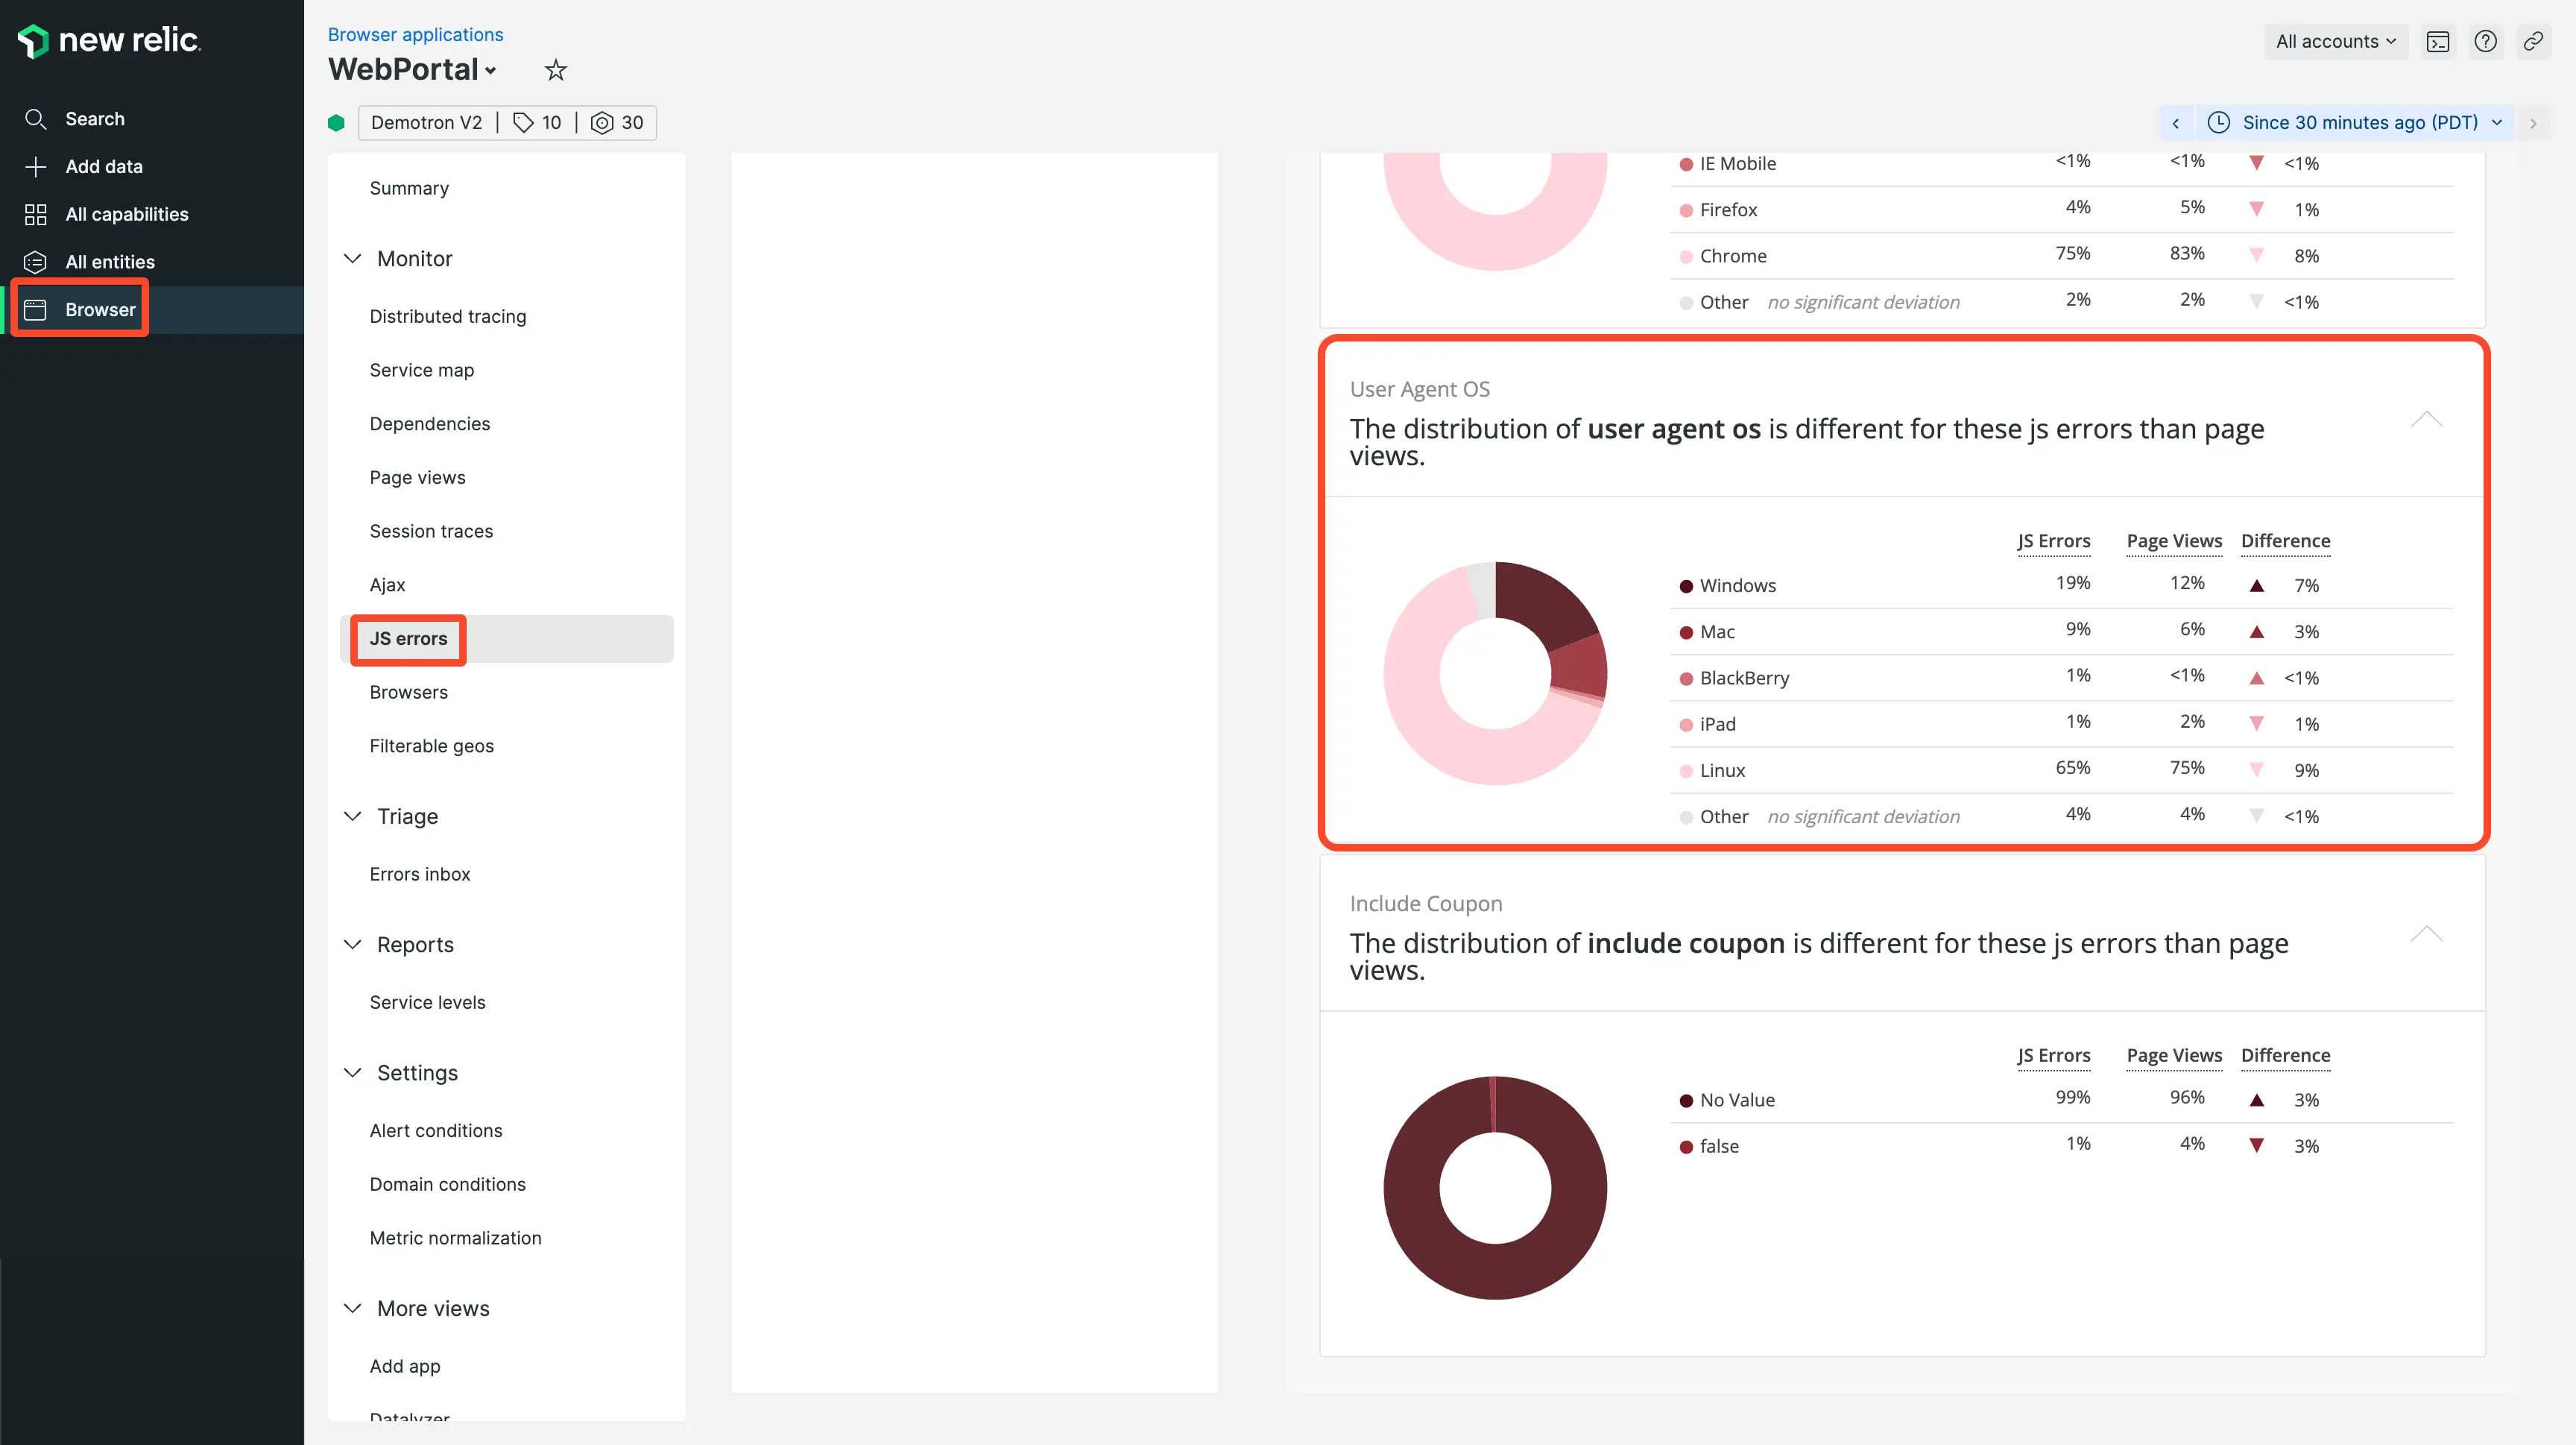 new relic
Search
Add data
All capabilities
All entities
Browser
Browser applications
WebPortal
Demotron V2 | 10 | 30
All accounts
Since 30 minutes ago (PDT)
Summary
Monitor
Distributed tracing
Service map
Dependencies
Page views
Session traces
Ajax
JS errors
Browsers
Filterable geos
Triage
Errors inbox
Reports
Service levels
Settings
Alert conditions
Domain conditions
Metric normalization
More views
Add app
Datalyzer
IE Mobile <1% <1% <1%
Firefox 4% 5% 1%
Chrome 75% 83% 8%
Other no significant deviation 2% 2% <1%
User Agent OS
The distribution of user agent os is different for these js errors than page
views.
JS Errors Page Views Difference
Windows 19% 12% 7%
Mac 9% 6% 3%
BlackBerry 1% <1% <1%
iPad 1% 2% 1%
Linux 65% 75% 9%
Other no significant deviation 4% 4% <1%
Include Coupon
The distribution of include coupon is different for these js errors than page
views.
JS Errors Page Views Difference
No Value 99% 96% 3%
false 1% 4% 3%